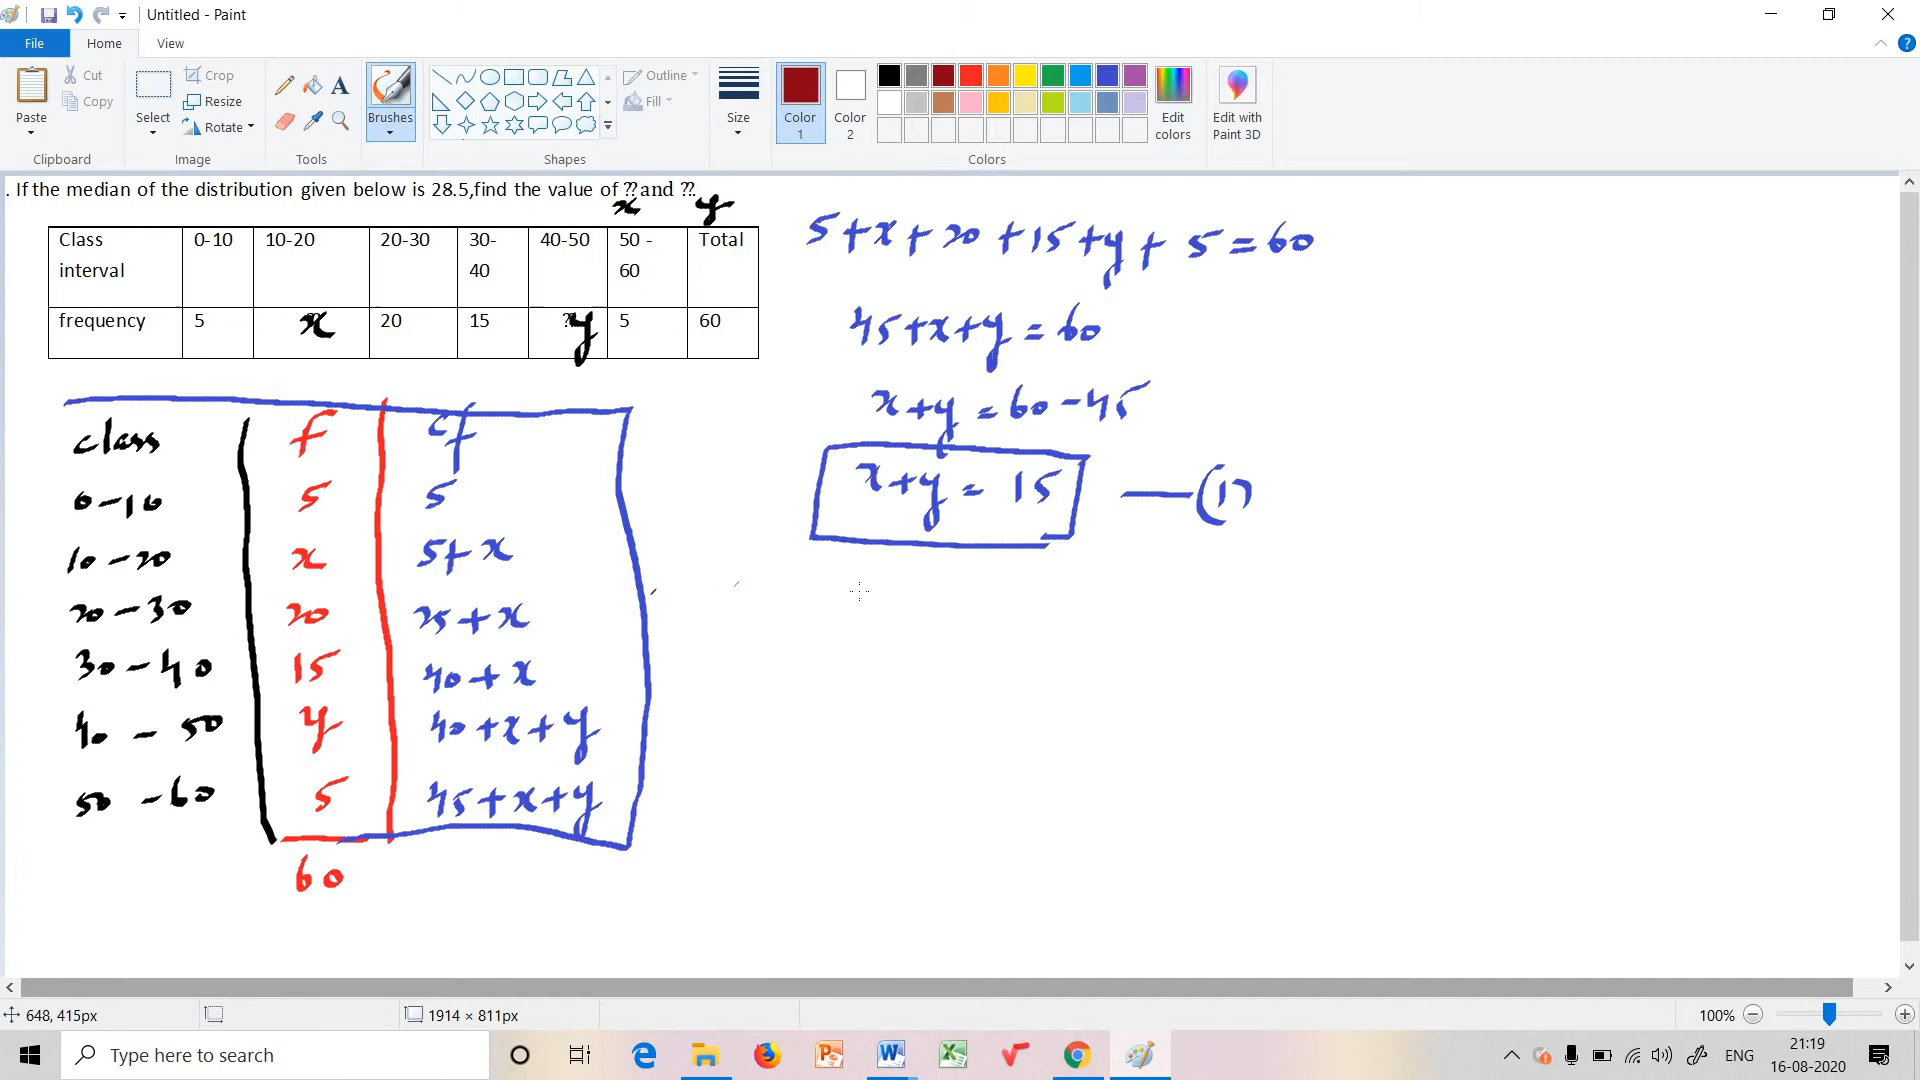 Untitled - Paint
File Home View
Paste
Cut
Copy
Clipboard
Select
Crop
Resize
Rotate
Image
Tools
Brushes
Shapes
Outline
Fill
Size
Color 1
Color 2
Colors
Edit colors
Edit with Paint 3D
. If the median of the distribution given below is 28.5,find the value of ?? and ??.
x y
Class interval 0-10 10-20 20-30 30-40 40-50 50 - 60 Total
frequency 5 x 20 15 y 5 60
class f cf
0-10 5 5
10-20 x 5+x
20-30 20 25+x
30-40 15 40+x
40-50 y 40+x+y
50-60 5 45+x+y
60
5+x+20+15+y+5=60
45+x+y=60
x+y=60-45
x+y=15 —(1)
648, 415px
1914 × 811px
100%
Type here to search
ENG
21:19
16-08-2020